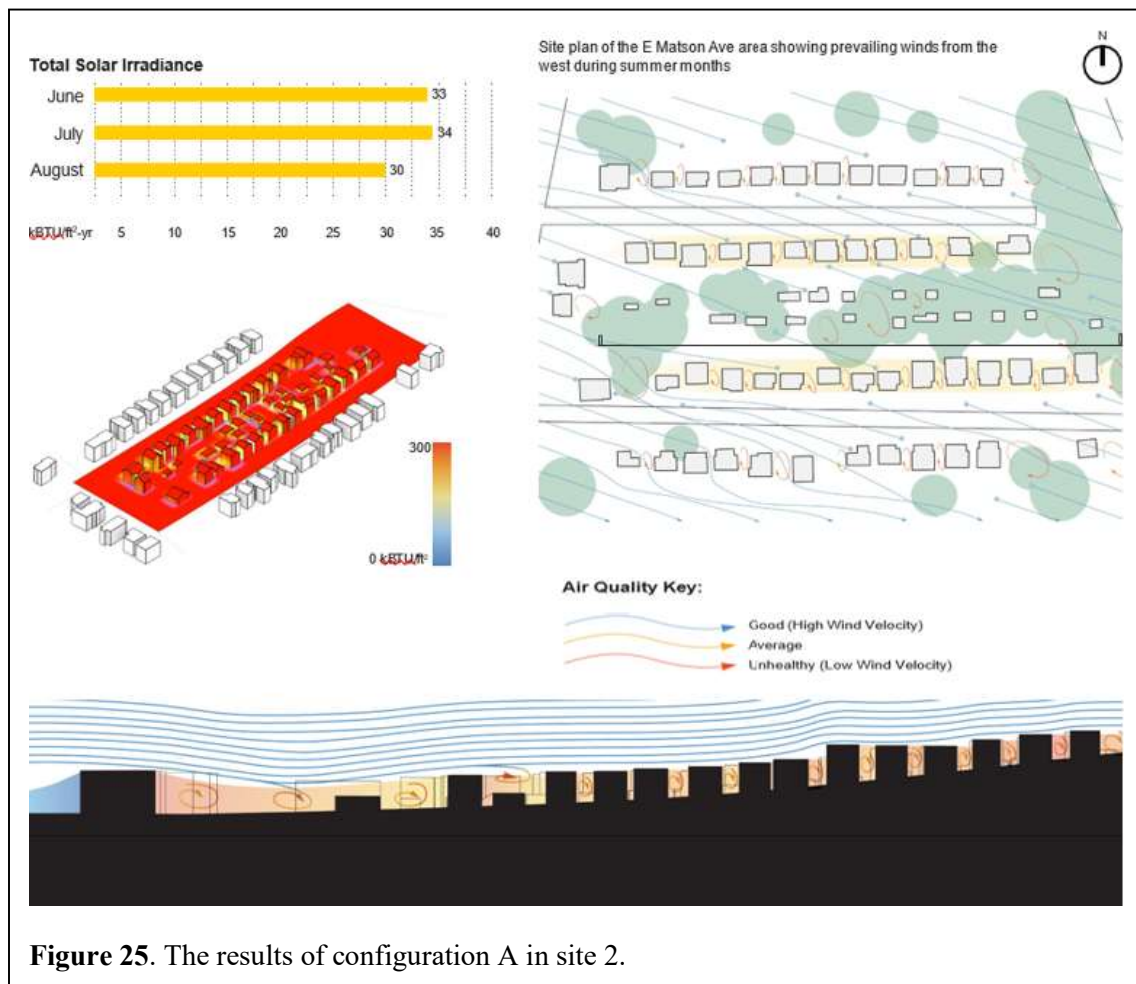 Total Solar Irradiance
June
33
July
34
August
30
kBTU/ft²-yr 5 10 15 20 25 30 35 40
300
0 kBTU/ft²
Site plan of the E Matson Ave area showing prevailing winds from the
west during summer months
N
Air Quality Key:
Good (High Wind Velocity)
Average
Unhealthy (Low Wind Velocity)
Figure 25. The results of configuration A in site 2.